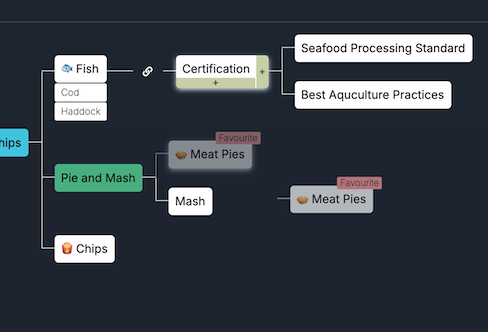 hips
🐟 Fish
Cod
Haddock
Certification
+
+
Seafood Processing Standard
Best Aquculture Practices
Pie and Mash
Favourite
🥧 Meat Pies
Mash
Favourite
🥧 Meat Pies
🍟 Chips